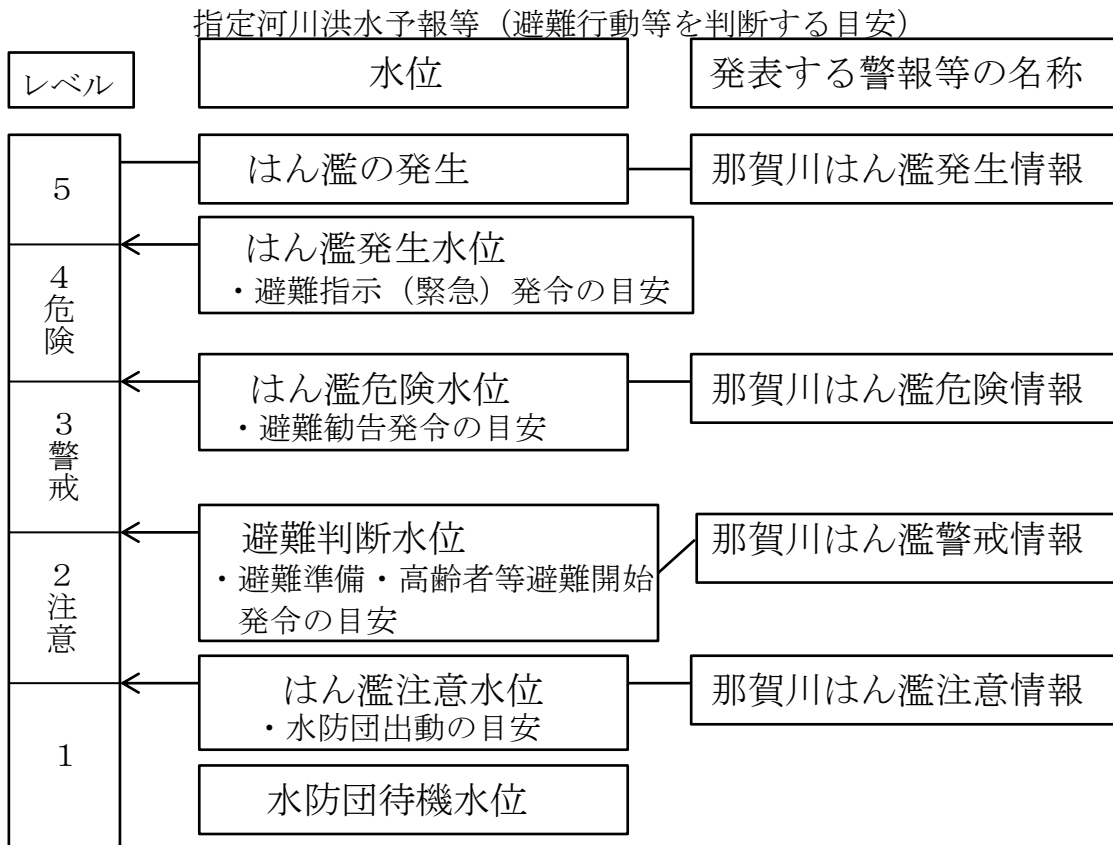 指定河川洪水予報等（避難行動等を判断する目安）
レベル
水位
発表する警報等の名称
５
はん濫の発生
那賀川はん濫発生情報
はん濫発生水位
・避難指示（緊急）発令の目安
４危険
はん濫危険水位
・避難勧告発令の目安
那賀川はん濫危険情報
３警戒
避難判断水位
・避難準備・高齢者等避難開始
発令の目安
那賀川はん濫警戒情報
２注意
はん濫注意水位
・水防団出動の目安
那賀川はん濫注意情報
１
水防団待機水位